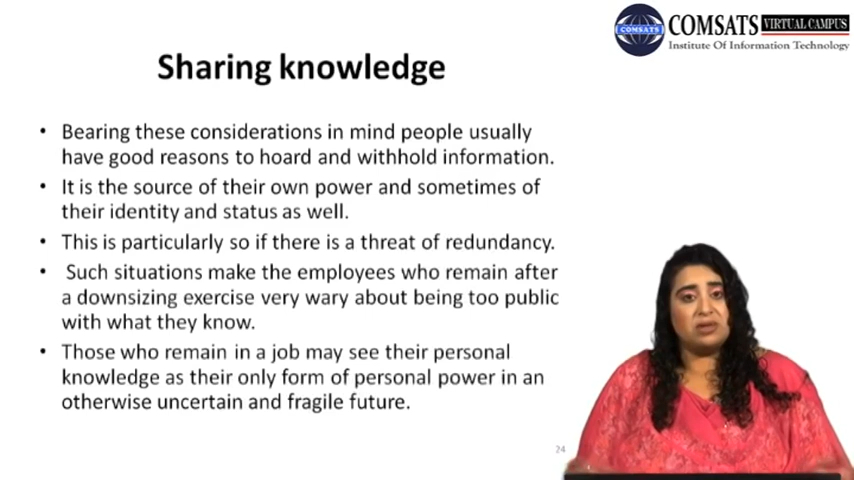 COMSATS
COMSATS VIRTUAL CAMPUS
Institute Of Information Technology
Sharing knowledge
• Bearing these considerations in mind people usually
have good reasons to hoard and withhold information.
• It is the source of their own power and sometimes of
their identity and status as well.
• This is particularly so if there is a threat of redundancy.
• Such situations make the employees who remain after
a downsizing exercise very wary about being too public
with what they know.
• Those who remain in a job may see their personal
knowledge as their only form of personal power in an
otherwise uncertain and fragile future.
24